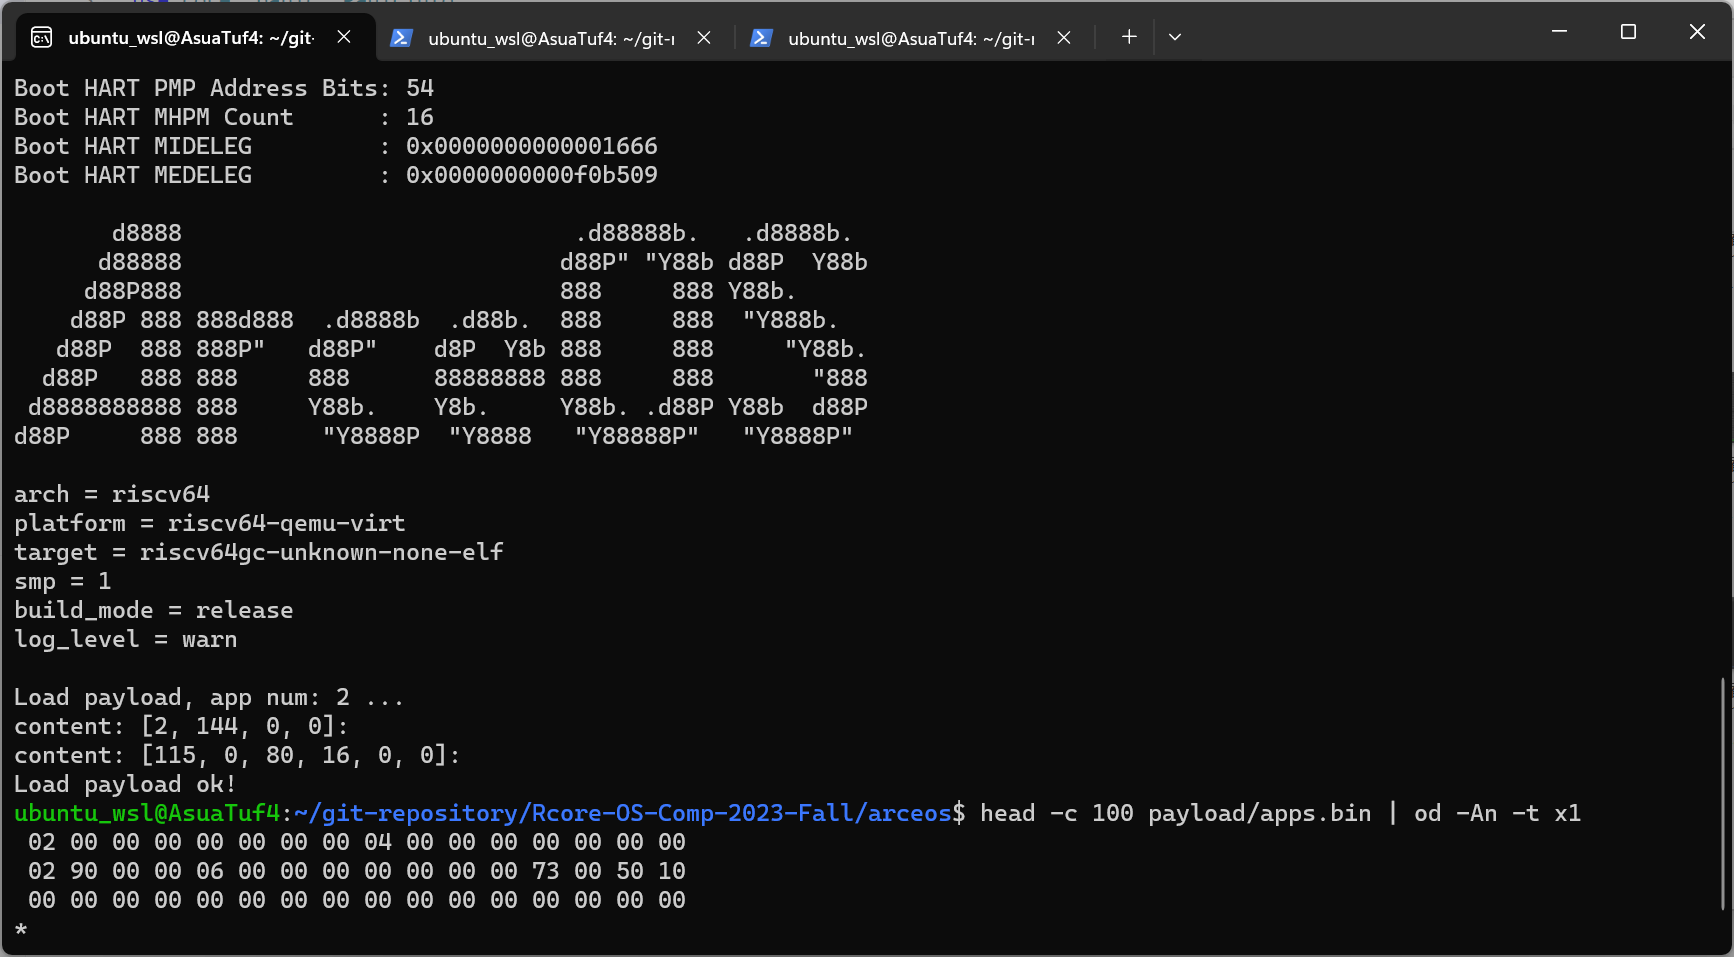 ubuntu_wsl@AsuaTuf4: ~/git-
ubuntu_wsl@AsuaTuf4: ~/git-r
ubuntu_wsl@AsuaTuf4: ~/git-r
Boot HART PMP Address Bits: 54
Boot HART MHPM Count      : 16
Boot HART MIDELEG         : 0x0000000000001666
Boot HART MEDELEG         : 0x0000000000f0b509
       d8888                            .d88888b.   .d8888b.
      d88888                           d88P" "Y88b d88P  Y88b
     d88P888                           888     888 Y88b.
    d88P 888 888d888  .d8888b  .d88b.  888     888  "Y888b.
   d88P  888 888P"   d88P"    d8P  Y8b 888     888     "Y88b.
  d88P   888 888     888      88888888 888     888       "888
 d8888888888 888     Y88b.    Y8b.     Y88b. .d88P Y88b  d88P
d88P     888 888      "Y8888P  "Y8888   "Y88888P"   "Y8888P"
arch = riscv64
platform = riscv64-qemu-virt
target = riscv64gc-unknown-none-elf
smp = 1
build_mode = release
log_level = warn
Load payload, app num: 2 ...
content: [2, 144, 0, 0]:
content: [115, 0, 80, 16, 0, 0]:
Load payload ok!
ubuntu_wsl@AsuaTuf4:~/git-repository/Rcore-OS-Comp-2023-Fall/arceos$ head -c 100 payload/apps.bin | od -An -t x1
 02 00 00 00 00 00 00 00 04 00 00 00 00 00 00 00
 02 90 00 00 06 00 00 00 00 00 00 00 73 00 50 10
 00 00 00 00 00 00 00 00 00 00 00 00 00 00 00 00
*